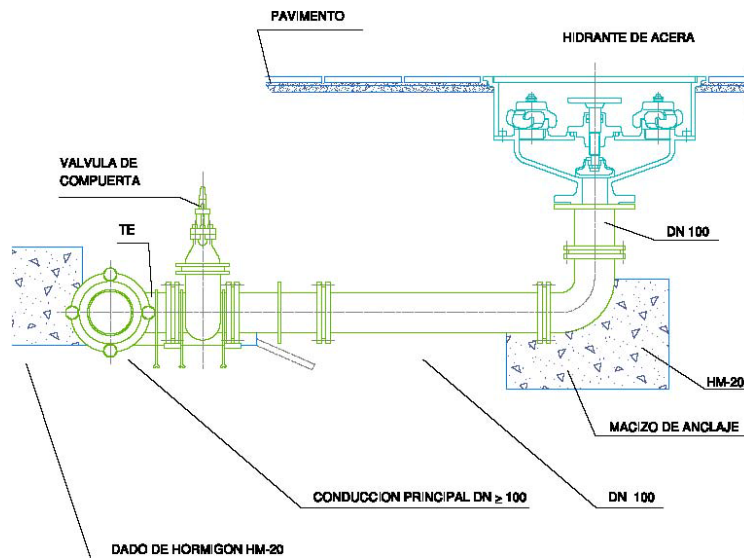 PAVIMENTO
HIDRANTE DE ACERA
VALVULA DE
COMPUERTA
TE
DN 100
HM-20
MACIZO DE ANCLAJE
CONDUCCION PRINCIPAL DN ≥ 100
DN 100
DADO DE HORMIGON HM-20